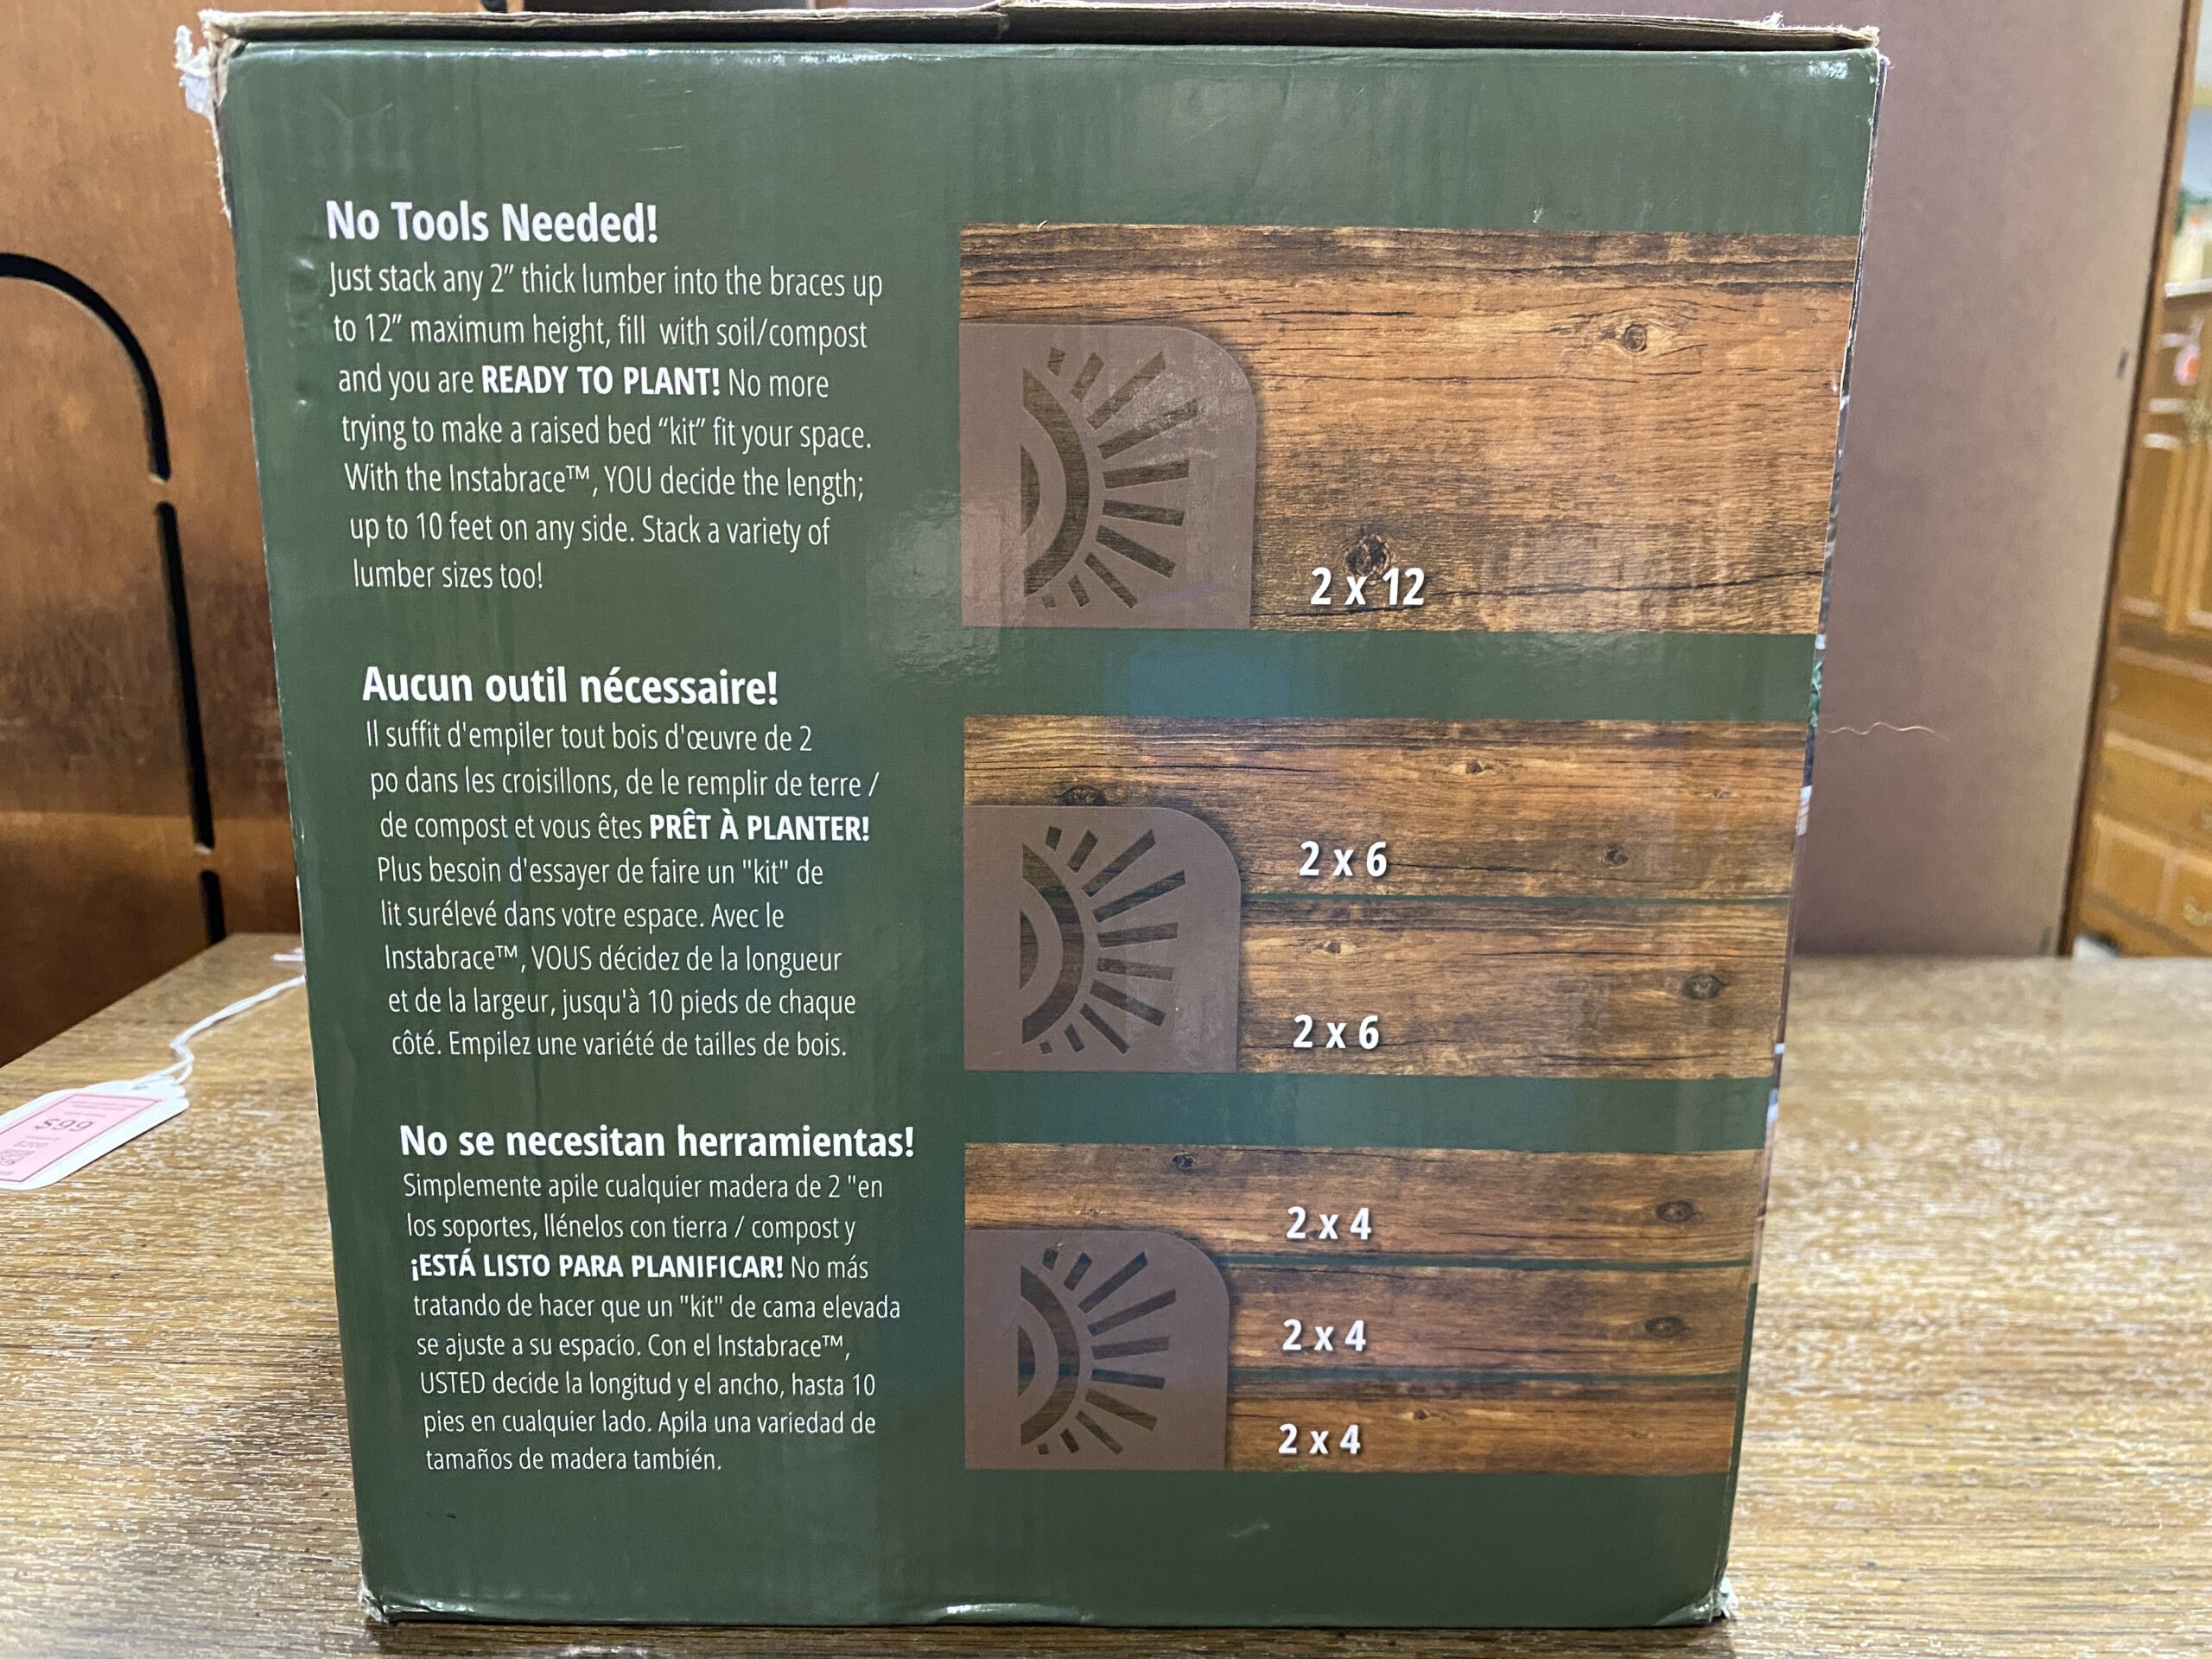 No Tools Needed!
Just stack any 2” thick lumber into the braces up
to 12” maximum height, fill with soil/compost
and you are READY TO PLANT! No more
trying to make a raised bed “kit” fit your space.
With the Instabrace™, YOU decide the length;
up to 10 feet on any side. Stack a variety of
lumber sizes too!
2 x 12
Aucun outil nécessaire!
Il suffit d'empiler tout bois d'œuvre de 2
po dans les croisillons, de le remplir de terre /
de compost et vous êtes PRÊT À PLANTER!
Plus besoin d'essayer de faire un "kit" de
lit surélevé dans votre espace. Avec le
Instabrace™, VOUS décidez de la longueur
et de la largeur, jusqu'à 10 pieds de chaque
côté. Empilez une variété de tailles de bois.
2 x 6
2 x 6
No se necesitan herramientas!
Simplemente apile cualquier madera de 2 "en
los soportes, llénelos con tierra / compost y
¡ESTÁ LISTO PARA PLANIFICAR! No más
tratando de hacer que un "kit" de cama elevada
se ajuste a su espacio. Con el Instabrace™,
USTED decide la longitud y el ancho, hasta 10
pies en cualquier lado. Apila una variedad de
tamaños de madera también.
2 x 4
2 x 4
2 x 4
$99